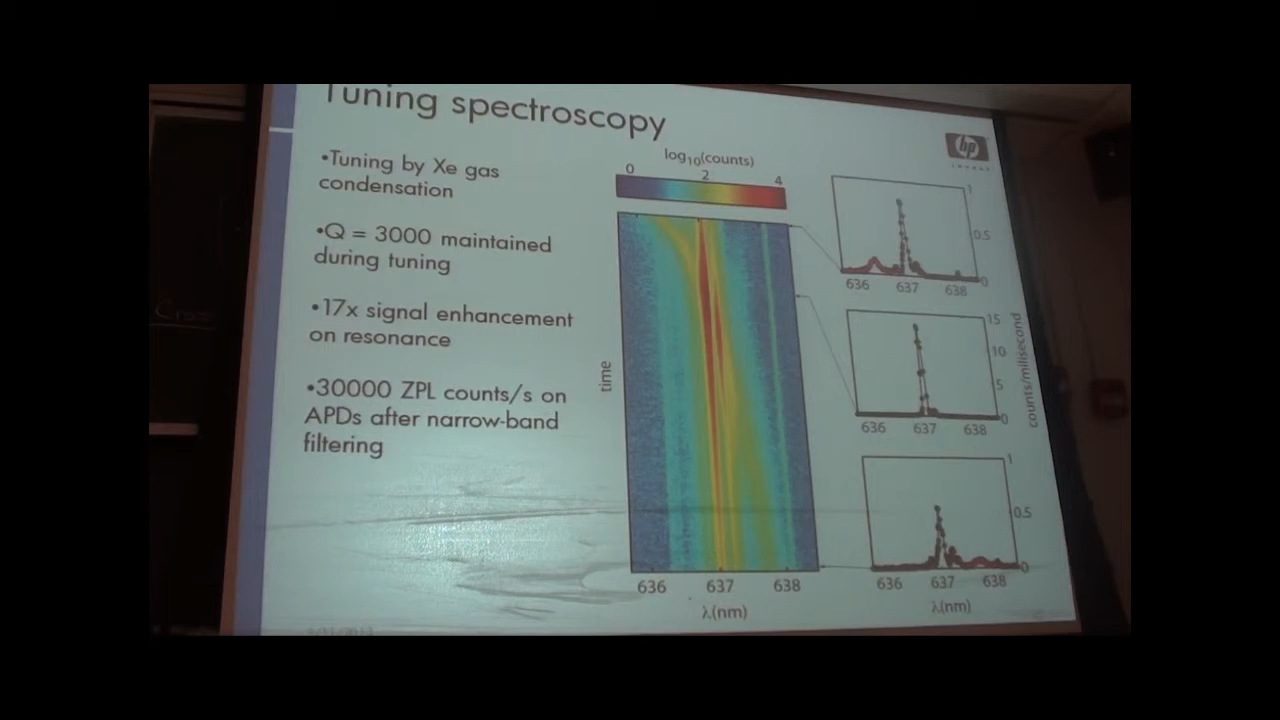 Tuning spectroscopy
•Tuning by Xe gas
condensation
•Q = 3000 maintained
during tuning
•17x signal enhancement
on resonance
•30000 ZPL counts/s on
APDs after narrow-band
filtering
log10(counts)
0 2 4
time
636 637 638
λ(nm)
hp
invent
1
0.5
0
636 637 638
15
10
5
0
636 637 638
counts/milisecond
1
0.5
0
636 637 638
λ(nm)